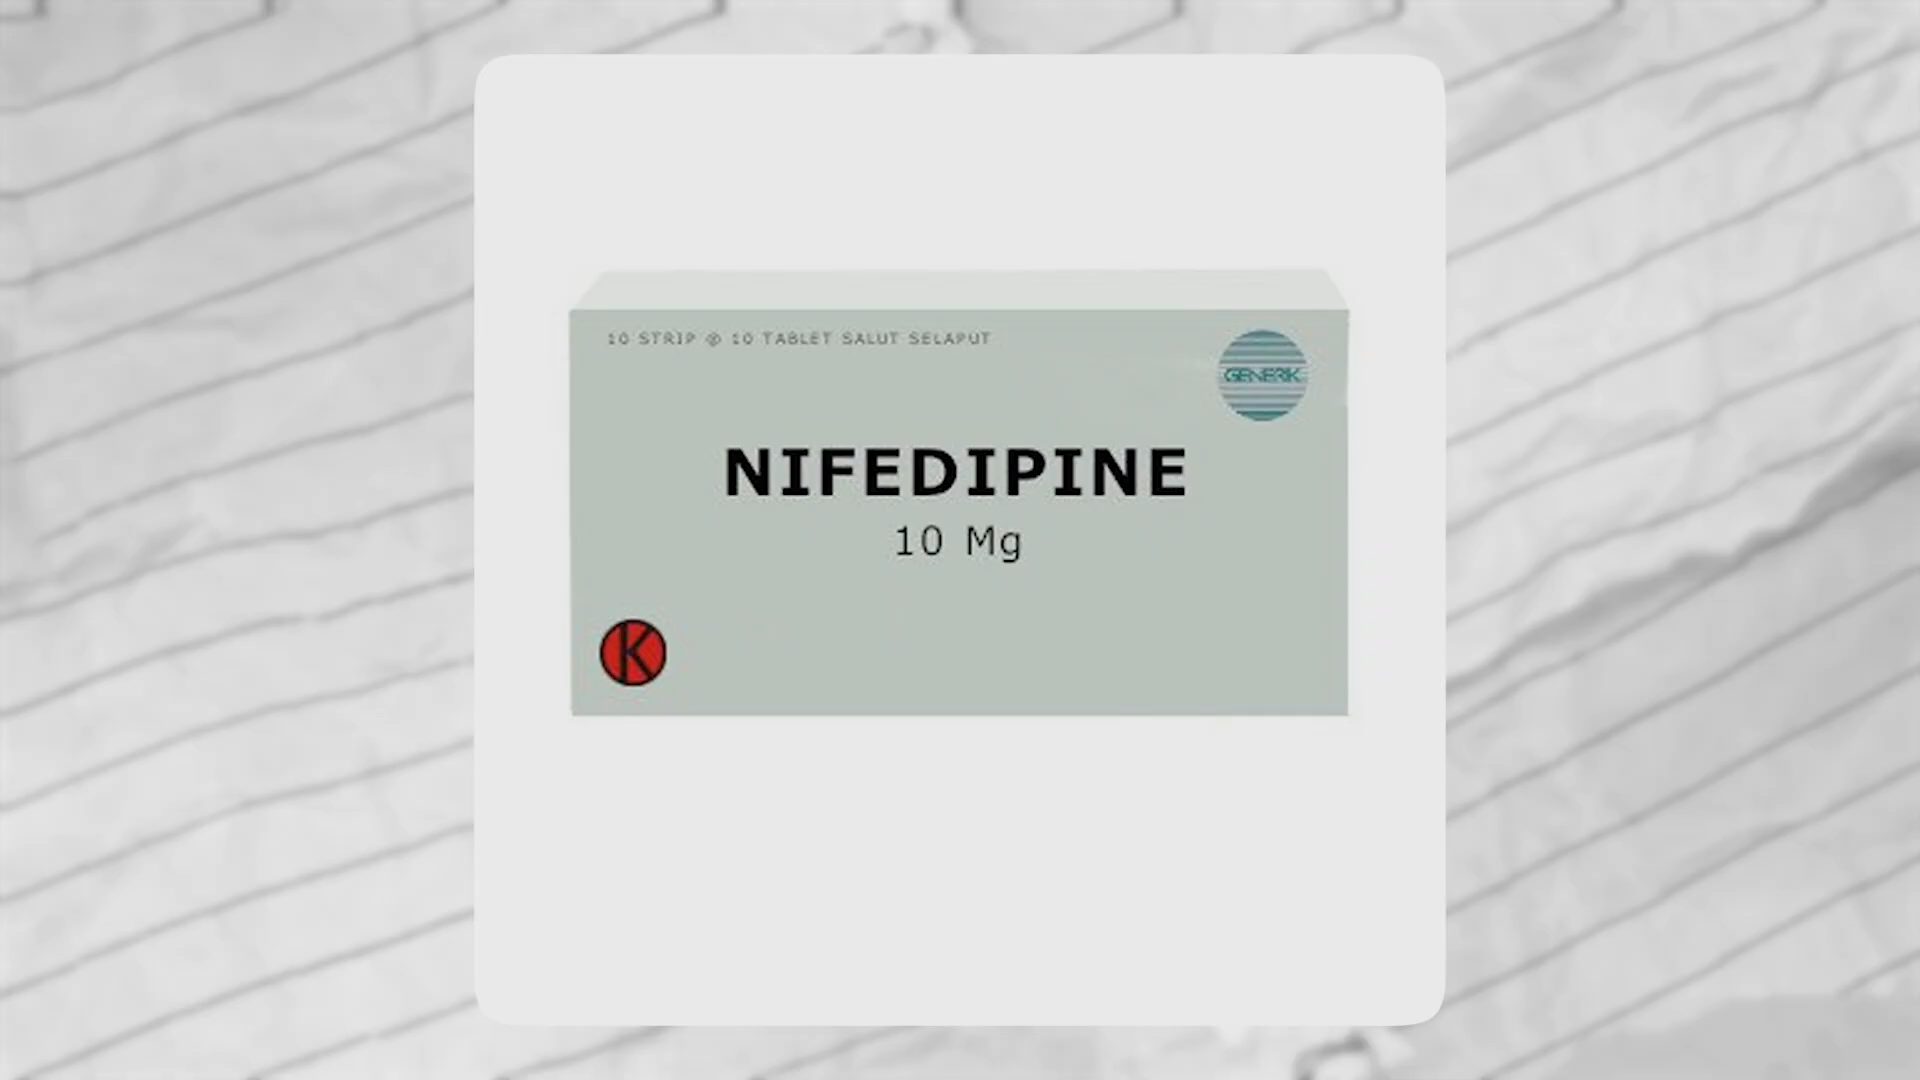 10 STRIP @ 10 TABLET SALUT SELAPUT
GENERIK
NIFEDIPINE
10 Mg
K